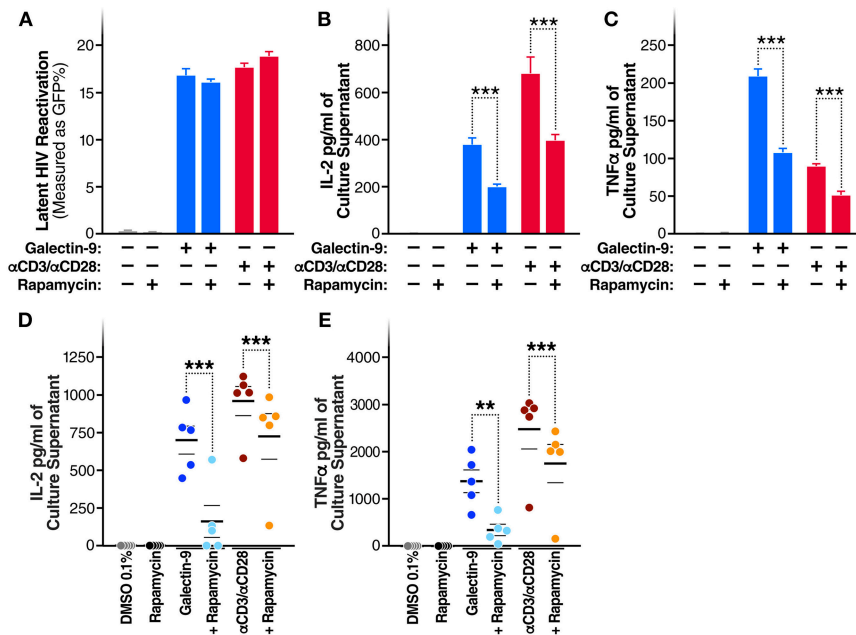 A
Latent HIV Reactivation
(Measured as GFP%)
20
15
10
5
0
Galectin-9: − − + + − −
αCD3/αCD28: − − − − + +
Rapamycin: − + − + − +
B
IL-2 pg/ml of
Culture Supernatant
800
600
400
200
0
***
***
Galectin-9: − − + + − −
αCD3/αCD28: − − − − + +
Rapamycin: − + − + − +
C
TNFα pg/ml of
Culture Supernatant
250
200
150
100
50
0
***
***
Galectin-9: − − + + − −
αCD3/αCD28: − − − − + +
Rapamycin: − + − + − +
D
IL-2 pg/ml of
Culture Supernatant
1250
1000
750
500
250
0
***
***
DMSO 0.1%
Rapamycin
Galectin-9
+ Rapamycin
αCD3/αCD28
+ Rapamycin
E
TNFα pg/ml of
Culture Supernatant
4000
3000
2000
1000
0
**
***
DMSO 0.1%
Rapamycin
Galectin-9
+ Rapamycin
αCD3/αCD28
+ Rapamycin